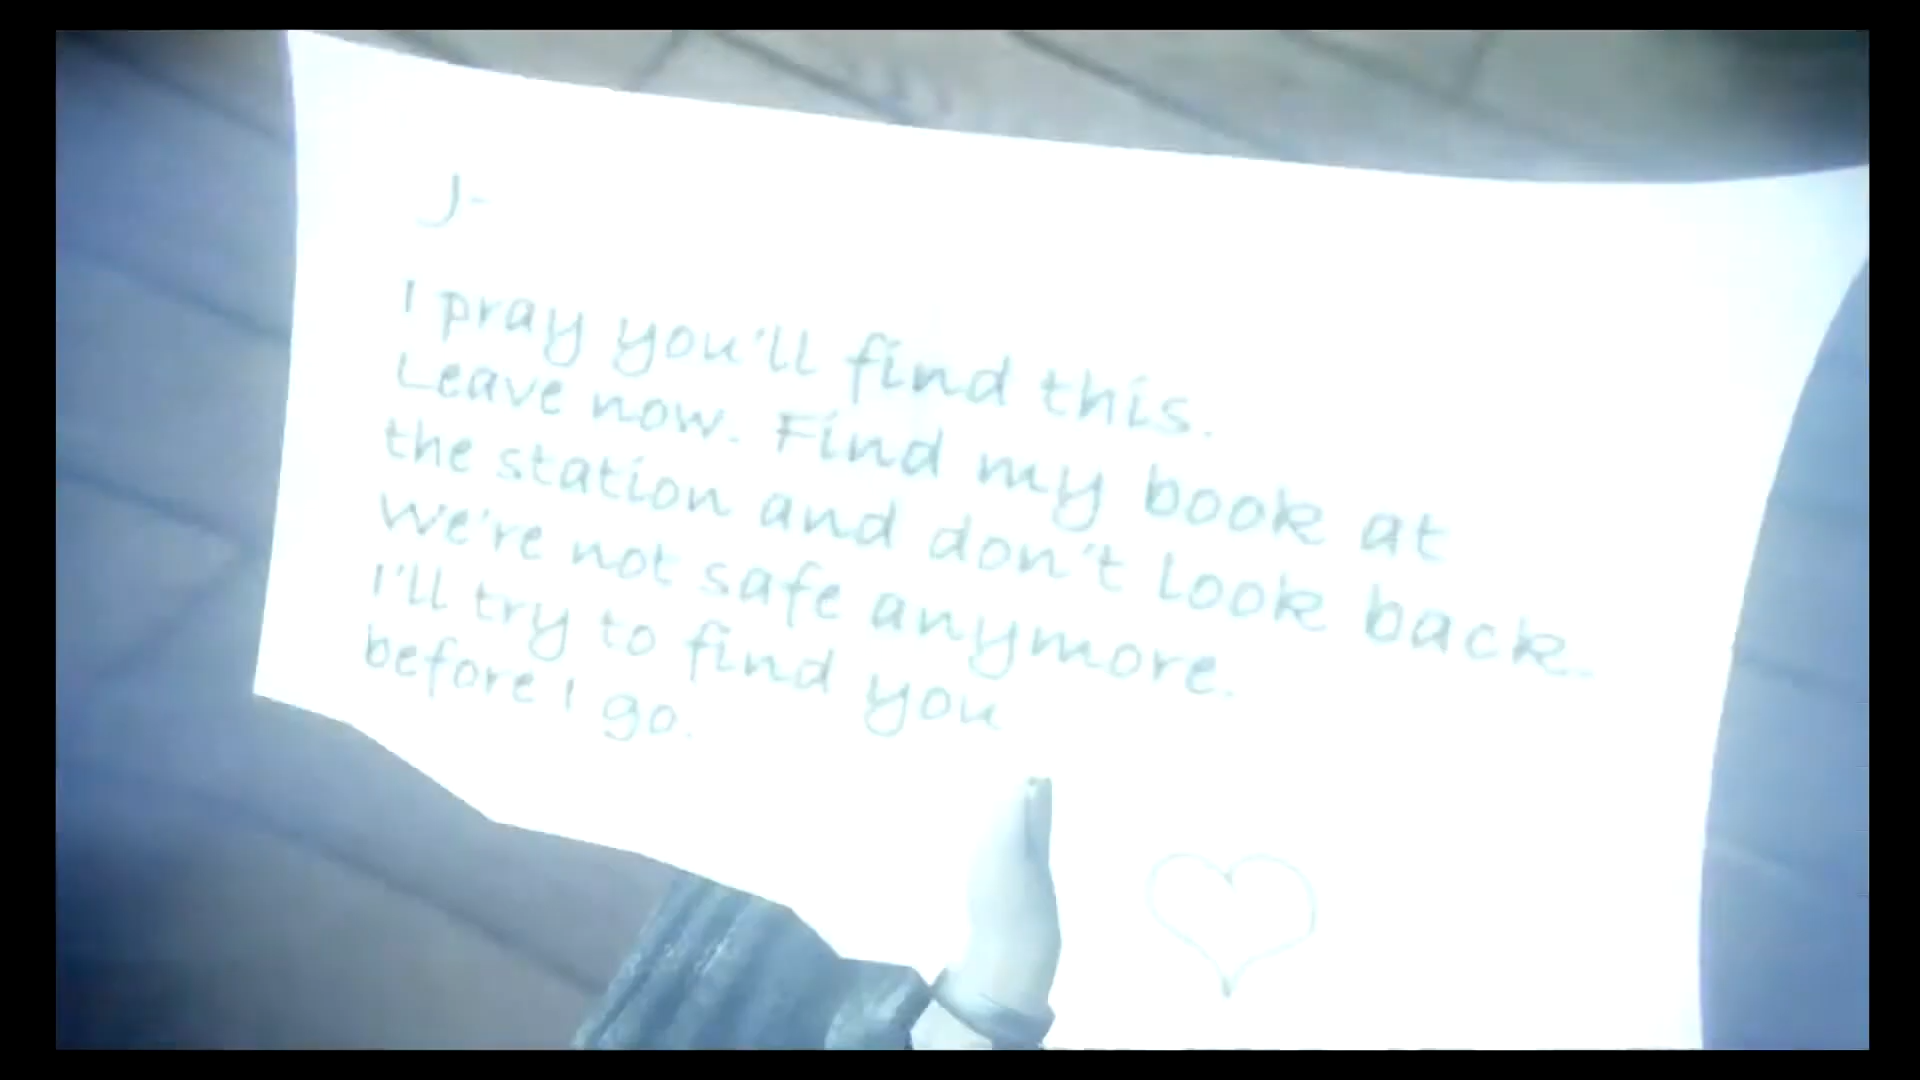 J-
I pray you'll find this.
Leave now. Find my book at
the station and don't look back.
We're not safe anymore.
I'll try to find you
before I go.